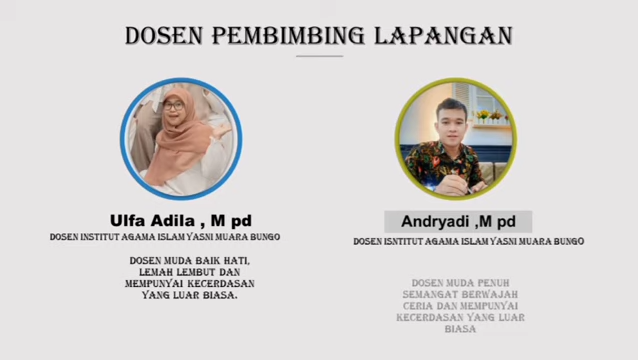 DOSEN PEMBIMBING LAPANGAN
Ulfa Adila , M pd
DOSEN INSTITUT AGAMA ISLAM YASNI MUARA BUNGO
DOSEN MUDA BAIK HATI,
LEMAH LEMBUT DAN
MEMPUNYAI KECERDASAN
YANG LUAR BIASA.
Andryadi ,M pd
DOSEN ISNTITUT AGAMA ISLAM YASNI MUARA BUNGO
DOSEN MUDA PENUH
SEMANGAT BERWAJAH
CERIA DAN MEMPUNYAI
KECERDASAN YANG LUAR
BIASA